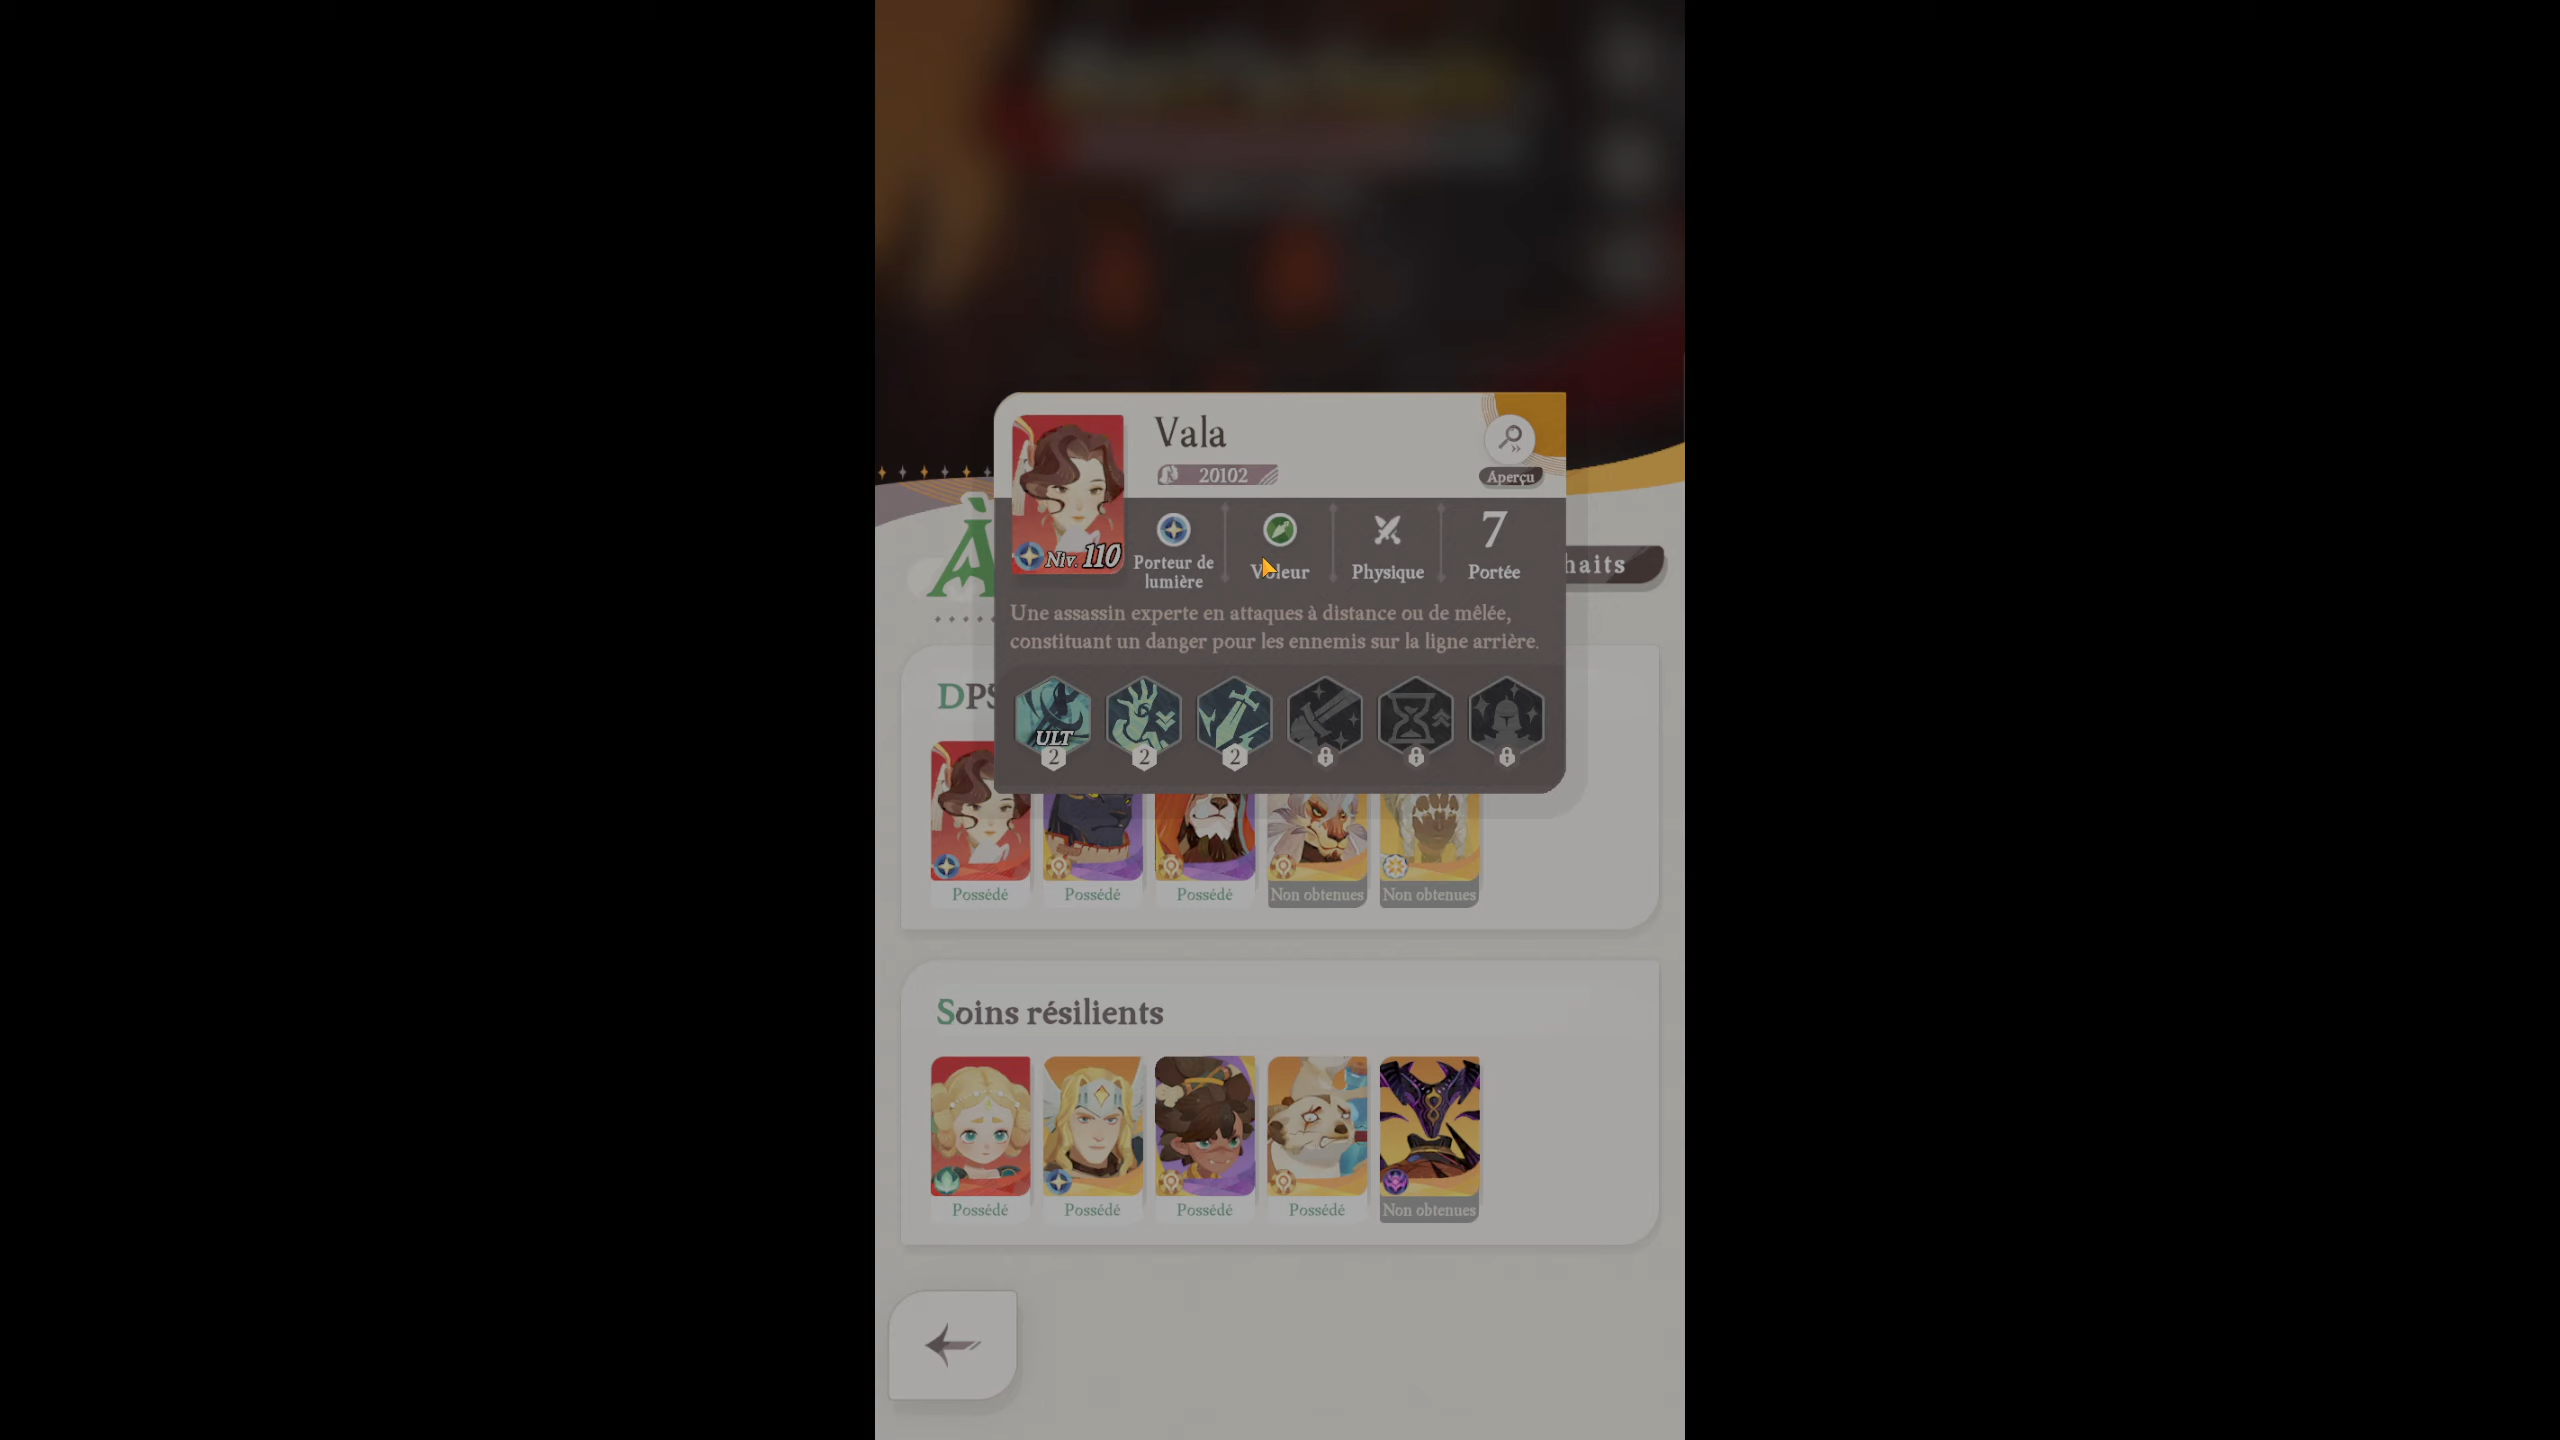 Vala
20102
Aperçu
Niv. 110
Porteur de
lumière
Voleur
Physique
7
Portée
Une assassin experte en attaques à distance ou de mêlée,
constituant un danger pour les ennemis sur la ligne arrière.
ULT
2
2
2
À
haits
DPS
Possédé
Possédé
Possédé
Non obtenues
Non obtenues
Soins résilients
Possédé
Possédé
Possédé
Possédé
Non obtenues